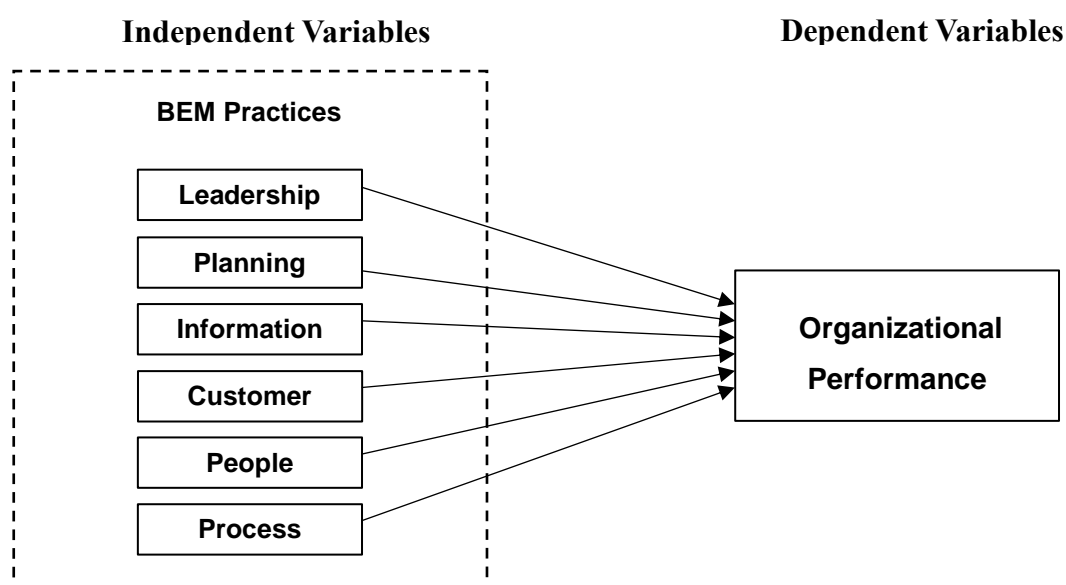 Independent Variables
Dependent Variables
BEM Practices
Leadership
Planning
Information
Customer
People
Process
Organizational
Performance